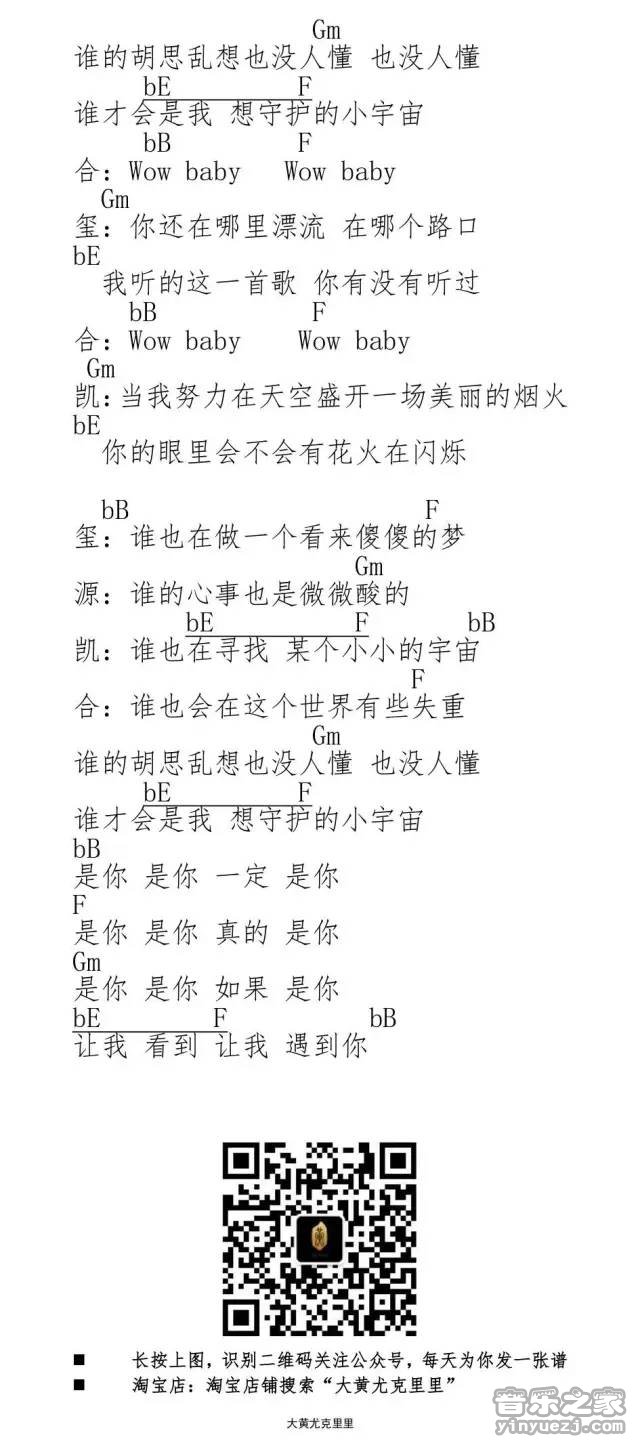 Gm
谁的胡思乱想也没人懂 也没人懂
bE F
谁才会是我 想守护的小宇宙
bB F
合：Wow baby Wow baby
Gm
玺：你还在哪里漂流 在哪个路口
bE
我听的这一首歌 你有没有听过
bB F
合：Wow baby Wow baby
Gm
凯：当我努力在天空盛开一场美丽的烟火
bE
你的眼里会不会有花火在闪烁
bB F
玺：谁也在做一个看来傻傻的梦
Gm
源：谁的心事也是微微酸的
bE F bB
凯：谁也在寻找 某个小小的宇宙
F
合：谁也会在这个世界有些失重
Gm
谁的胡思乱想也没人懂 也没人懂
bE F
谁才会是我 想守护的小宇宙
bB
是你 是你 一定 是你
F
是你 是你 真的 是你
Gm
是你 是你 如果 是你
bE F bB
让我 看到 让我 遇到你
■ 长按上图，识别二维码关注公众号，每天为你发一张谱
■ 淘宝店：淘宝店铺搜索“大黄尤克里里”
大黄尤克里里
音乐之家
yinyuezj.com